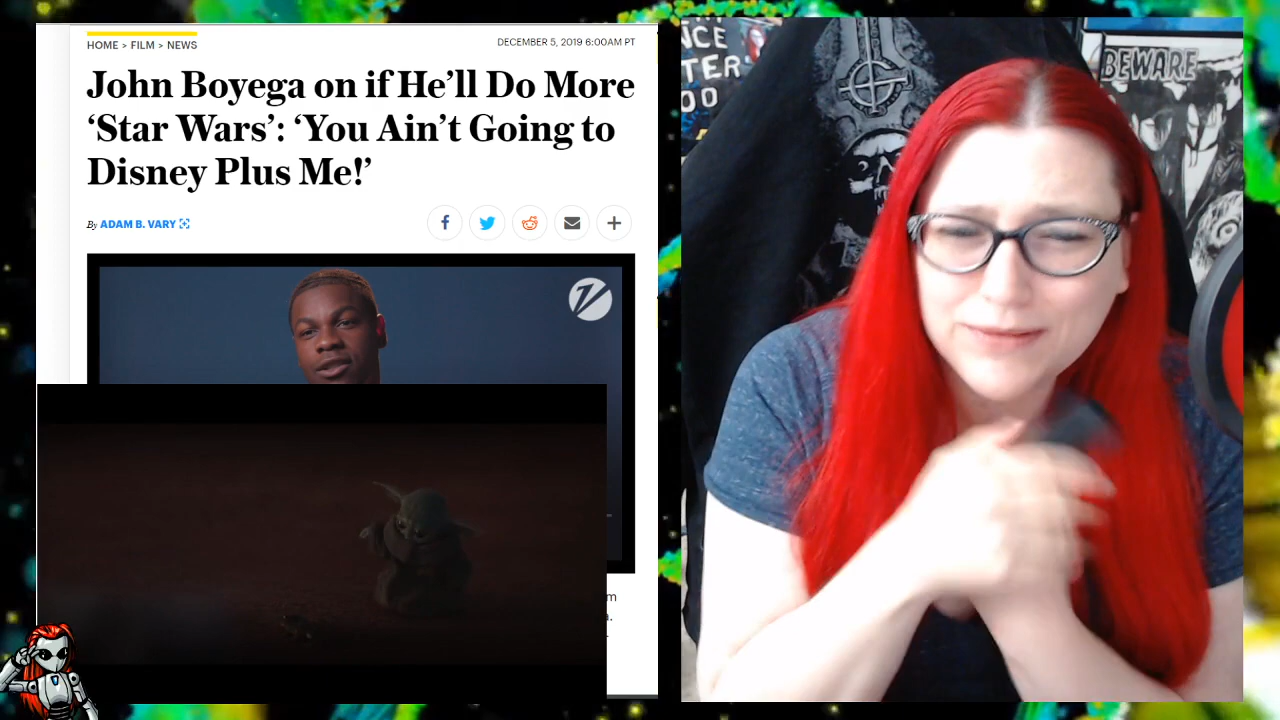 HOME > FILM > NEWS
DECEMBER 5, 2019 6:00AM PT
John Boyega on if He'll Do More
‘Star Wars’: ‘You Ain't Going to
Disney Plus Me!’
By ADAM B. VARY
BEWARE